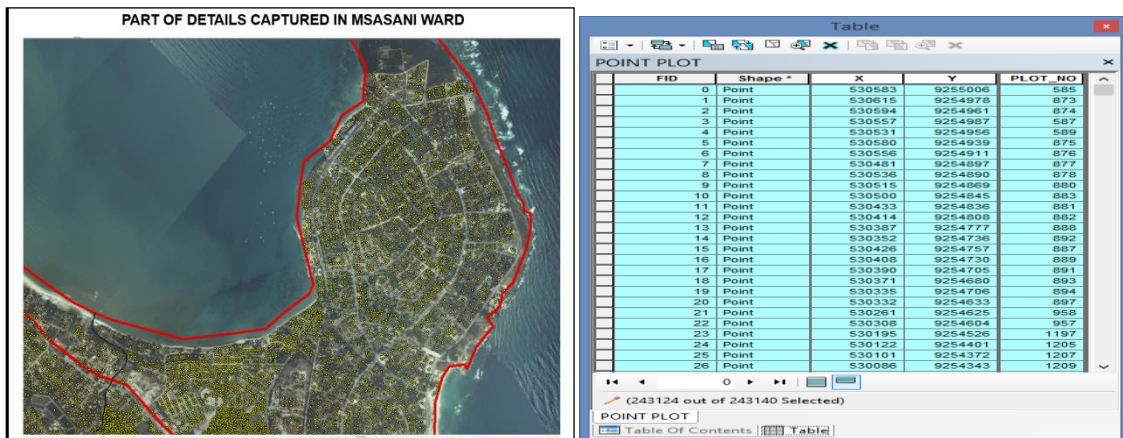 PART OF DETAILS CAPTURED IN MSASANI WARD
Table
POINT PLOT
FID Shape * X Y PLOT_NO
0 Point 530583 9255006 585
1 Point 530615 9254978 873
2 Point 530594 9254961 874
3 Point 530557 9254987 587
4 Point 530531 9254956 589
5 Point 530580 9254939 875
6 Point 530556 9254911 876
7 Point 530481 9254897 877
8 Point 530536 9254890 878
9 Point 530515 9254869 880
10 Point 530500 9254845 883
11 Point 530433 9254836 881
12 Point 530414 9254808 882
13 Point 530387 9254777 888
14 Point 530352 9254736 892
15 Point 530426 9254757 887
16 Point 530408 9254730 889
17 Point 530390 9254705 891
18 Point 530371 9254680 893
19 Point 530335 9254706 894
20 Point 530332 9254633 897
21 Point 530261 9254625 958
22 Point 530308 9254604 957
23 Point 530195 9254526 1197
24 Point 530122 9254401 1205
25 Point 530101 9254372 1207
26 Point 530086 9254343 1209
0
(243124 out of 243140 Selected)
POINT PLOT
Table Of Contents Table